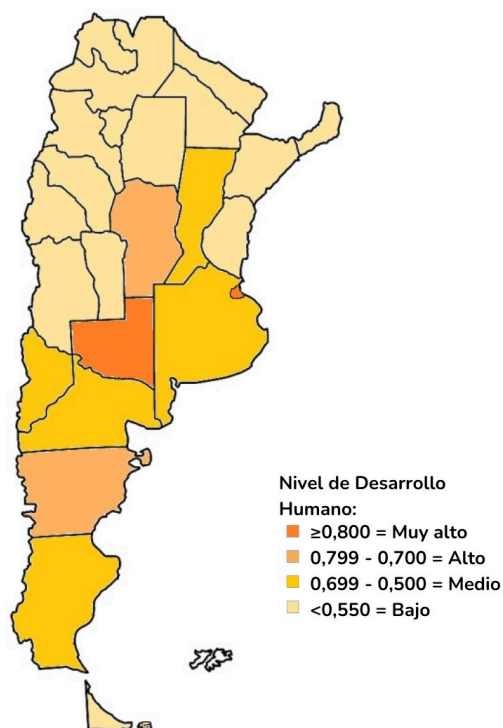 Nivel de Desarrollo
Humano:
≥0,800 = Muy alto
0,799 - 0,700 = Alto
0,699 - 0,500 = Medio
<0,550 = Bajo